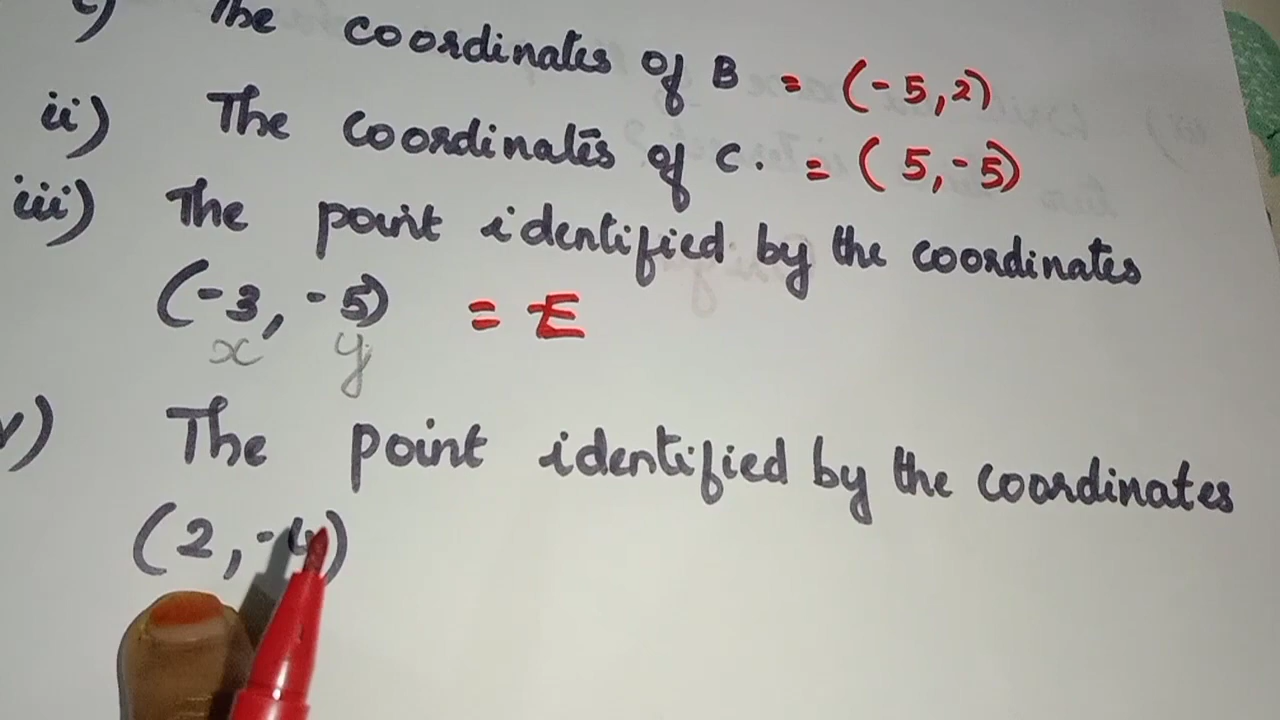 i) The coordinates of B = (-5,2)
ii) The coordinates of C. = (5,-5)
iii) The point identified by the coordinates
(-3, -5) = E
x y
v) The point identified by the coordinates
(2,-4)